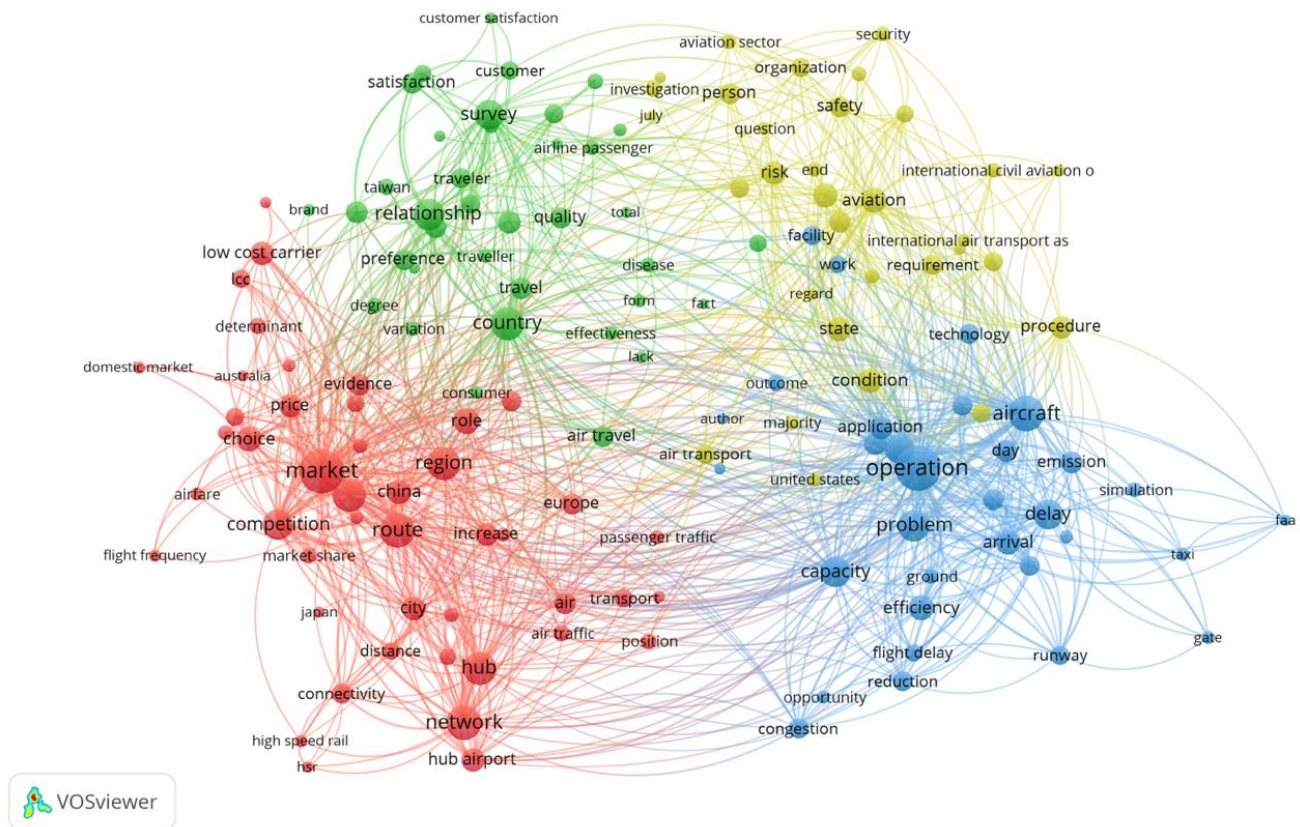 customer satisfaction
security
aviation sector
organization
customer
satisfaction
investigation
person
safety
survey
july
question
airline passenger
risk
end
international civil aviation o
traveler
taiwan
aviation
brand
relationship
quality
total
facility
international air transport as
low cost carrier
preference
traveller
disease
work
requirement
lcc
travel
regard
degree
form
fact
determinant
variation
country
effectiveness
state
technology
procedure
lack
domestic market
australia
evidence
consumer
outcome
condition
price
role
author
majority
application
aircraft
choice
air travel
air transport
day
market
region
operation
emission
united states
airfare
china
simulation
europe
competition
route
increase
passenger traffic
problem
delay
faa
flight frequency
market share
arrival
taxi
capacity
ground
japan
city
air
transport
efficiency
air traffic
position
gate
distance
flight delay
runway
hub
connectivity
reduction
opportunity
network
congestion
high speed rail
hub airport
hsr
VOSviewer